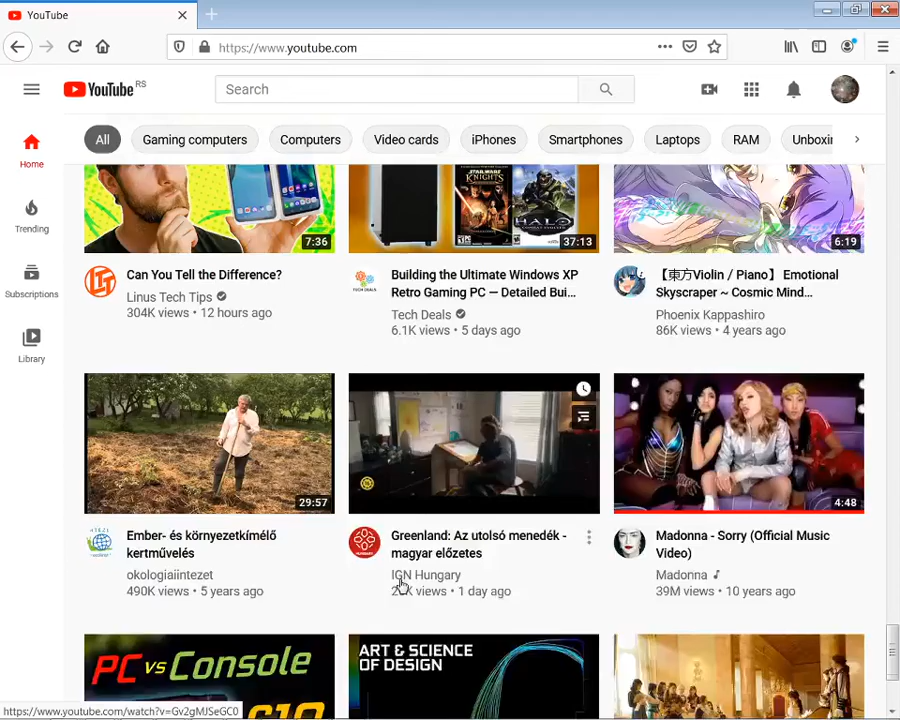 YouTube
https://www.youtube.com
YouTube RS
Search
All
Gaming computers
Computers
Video cards
iPhones
Smartphones
Laptops
RAM
Unboxin
Home
Trending
Subscriptions
Library
7:36
STAR WARS
KNIGHTS
HALO
37:13
6:19
Can You Tell the Difference?
Linus Tech Tips
304K views • 12 hours ago
TECH DEALS
Building the Ultimate Windows XP
Retro Gaming PC — Detailed Bui...
Tech Deals
6.1K views • 5 days ago
【東方Violin / Piano】 Emotional
Skyscraper ~ Cosmic Mind...
Phoenix Kappashiro
86K views • 4 years ago
29:57
4:48
Ember- és környezetkímélő
kertművelés
okologiaiintezet
490K views • 5 years ago
Greenland: Az utolsó menedék -
magyar előzetes
IGN Hungary
views • 1 day ago
Madonna - Sorry (Official Music
Video)
Madonna
39M views • 10 years ago
PC vs Console
ART & SCIENCE
OF DESIGN
https://www.youtube.com/watch?v=Gv2gMJSeGC0